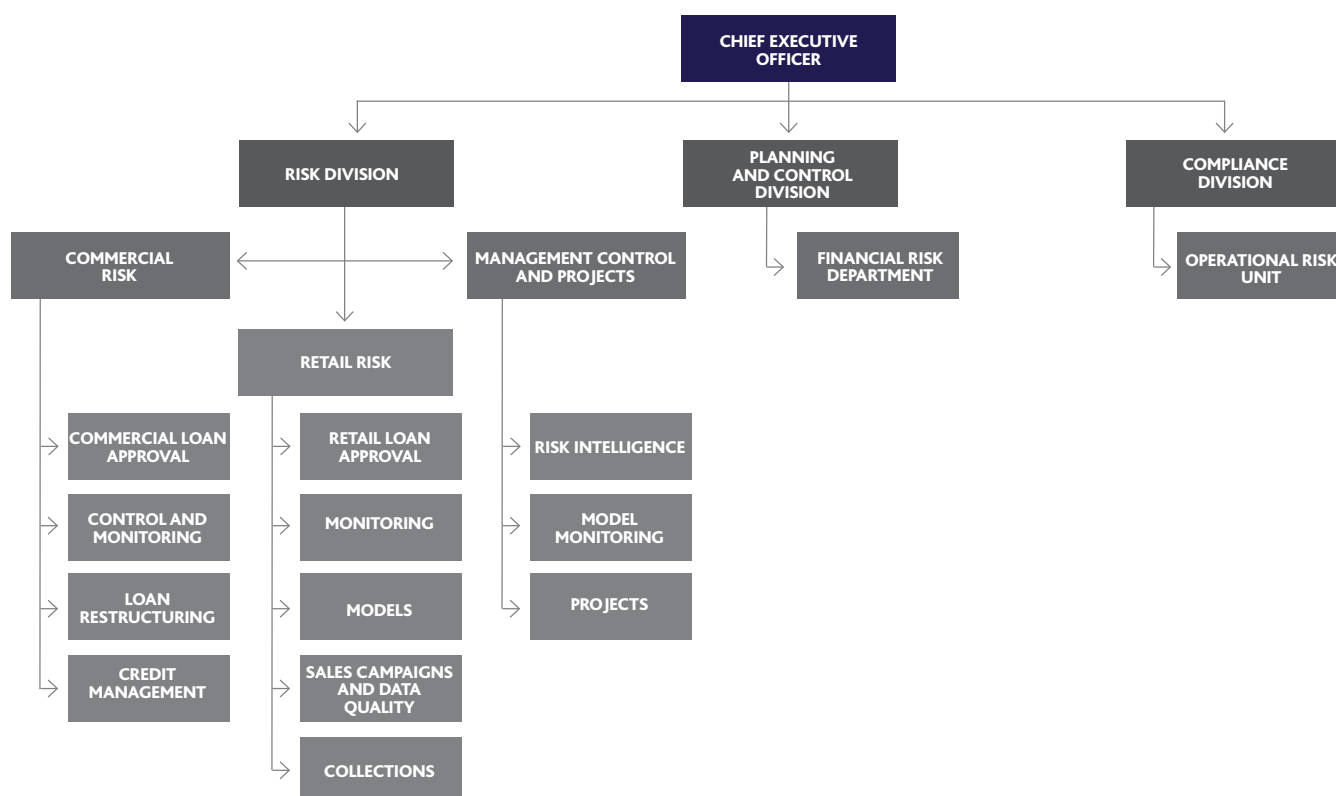 CHIEF EXECUTIVE
OFFICER
RISK DIVISION
PLANNING
AND CONTROL
DIVISION
COMPLIANCE
DIVISION
COMMERCIAL
RISK
MANAGEMENT CONTROL
AND PROJECTS
FINANCIAL RISK
DEPARTMENT
OPERATIONAL RISK
UNIT
RETAIL RISK
COMMERCIAL LOAN
APPROVAL
CONTROL AND
MONITORING
LOAN
RESTRUCTURING
CREDIT
MANAGEMENT
RETAIL LOAN
APPROVAL
MONITORING
MODELS
SALES CAMPAIGNS
AND DATA
QUALITY
COLLECTIONS
RISK INTELLIGENCE
MODEL
MONITORING
PROJECTS